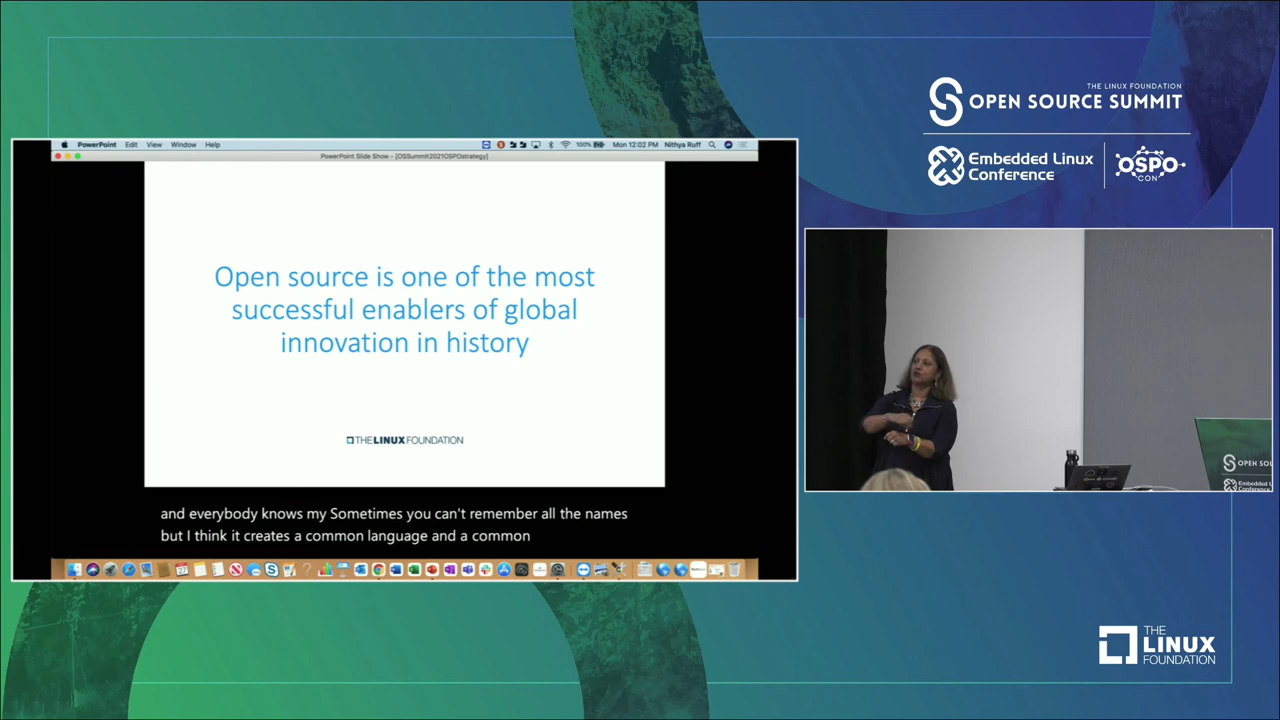 THE LINUX FOUNDATION
OPEN SOURCE SUMMIT
Embedded Linux
Conference
OSPO
CON
PowerPoint Edit View Window Help
100% Mon 12:02 PM Nithya Ruff
PowerPoint Slide Show - [OSSummit2021OSPOstrategy]
Open source is one of the most
successful enablers of global
innovation in history
THE LINUX FOUNDATION
and everybody knows my Sometimes you can't remember all the names
but I think it creates a common language and a common
OPEN SOU
Embedded L
Conference
THE
LINUX
FOUNDATION